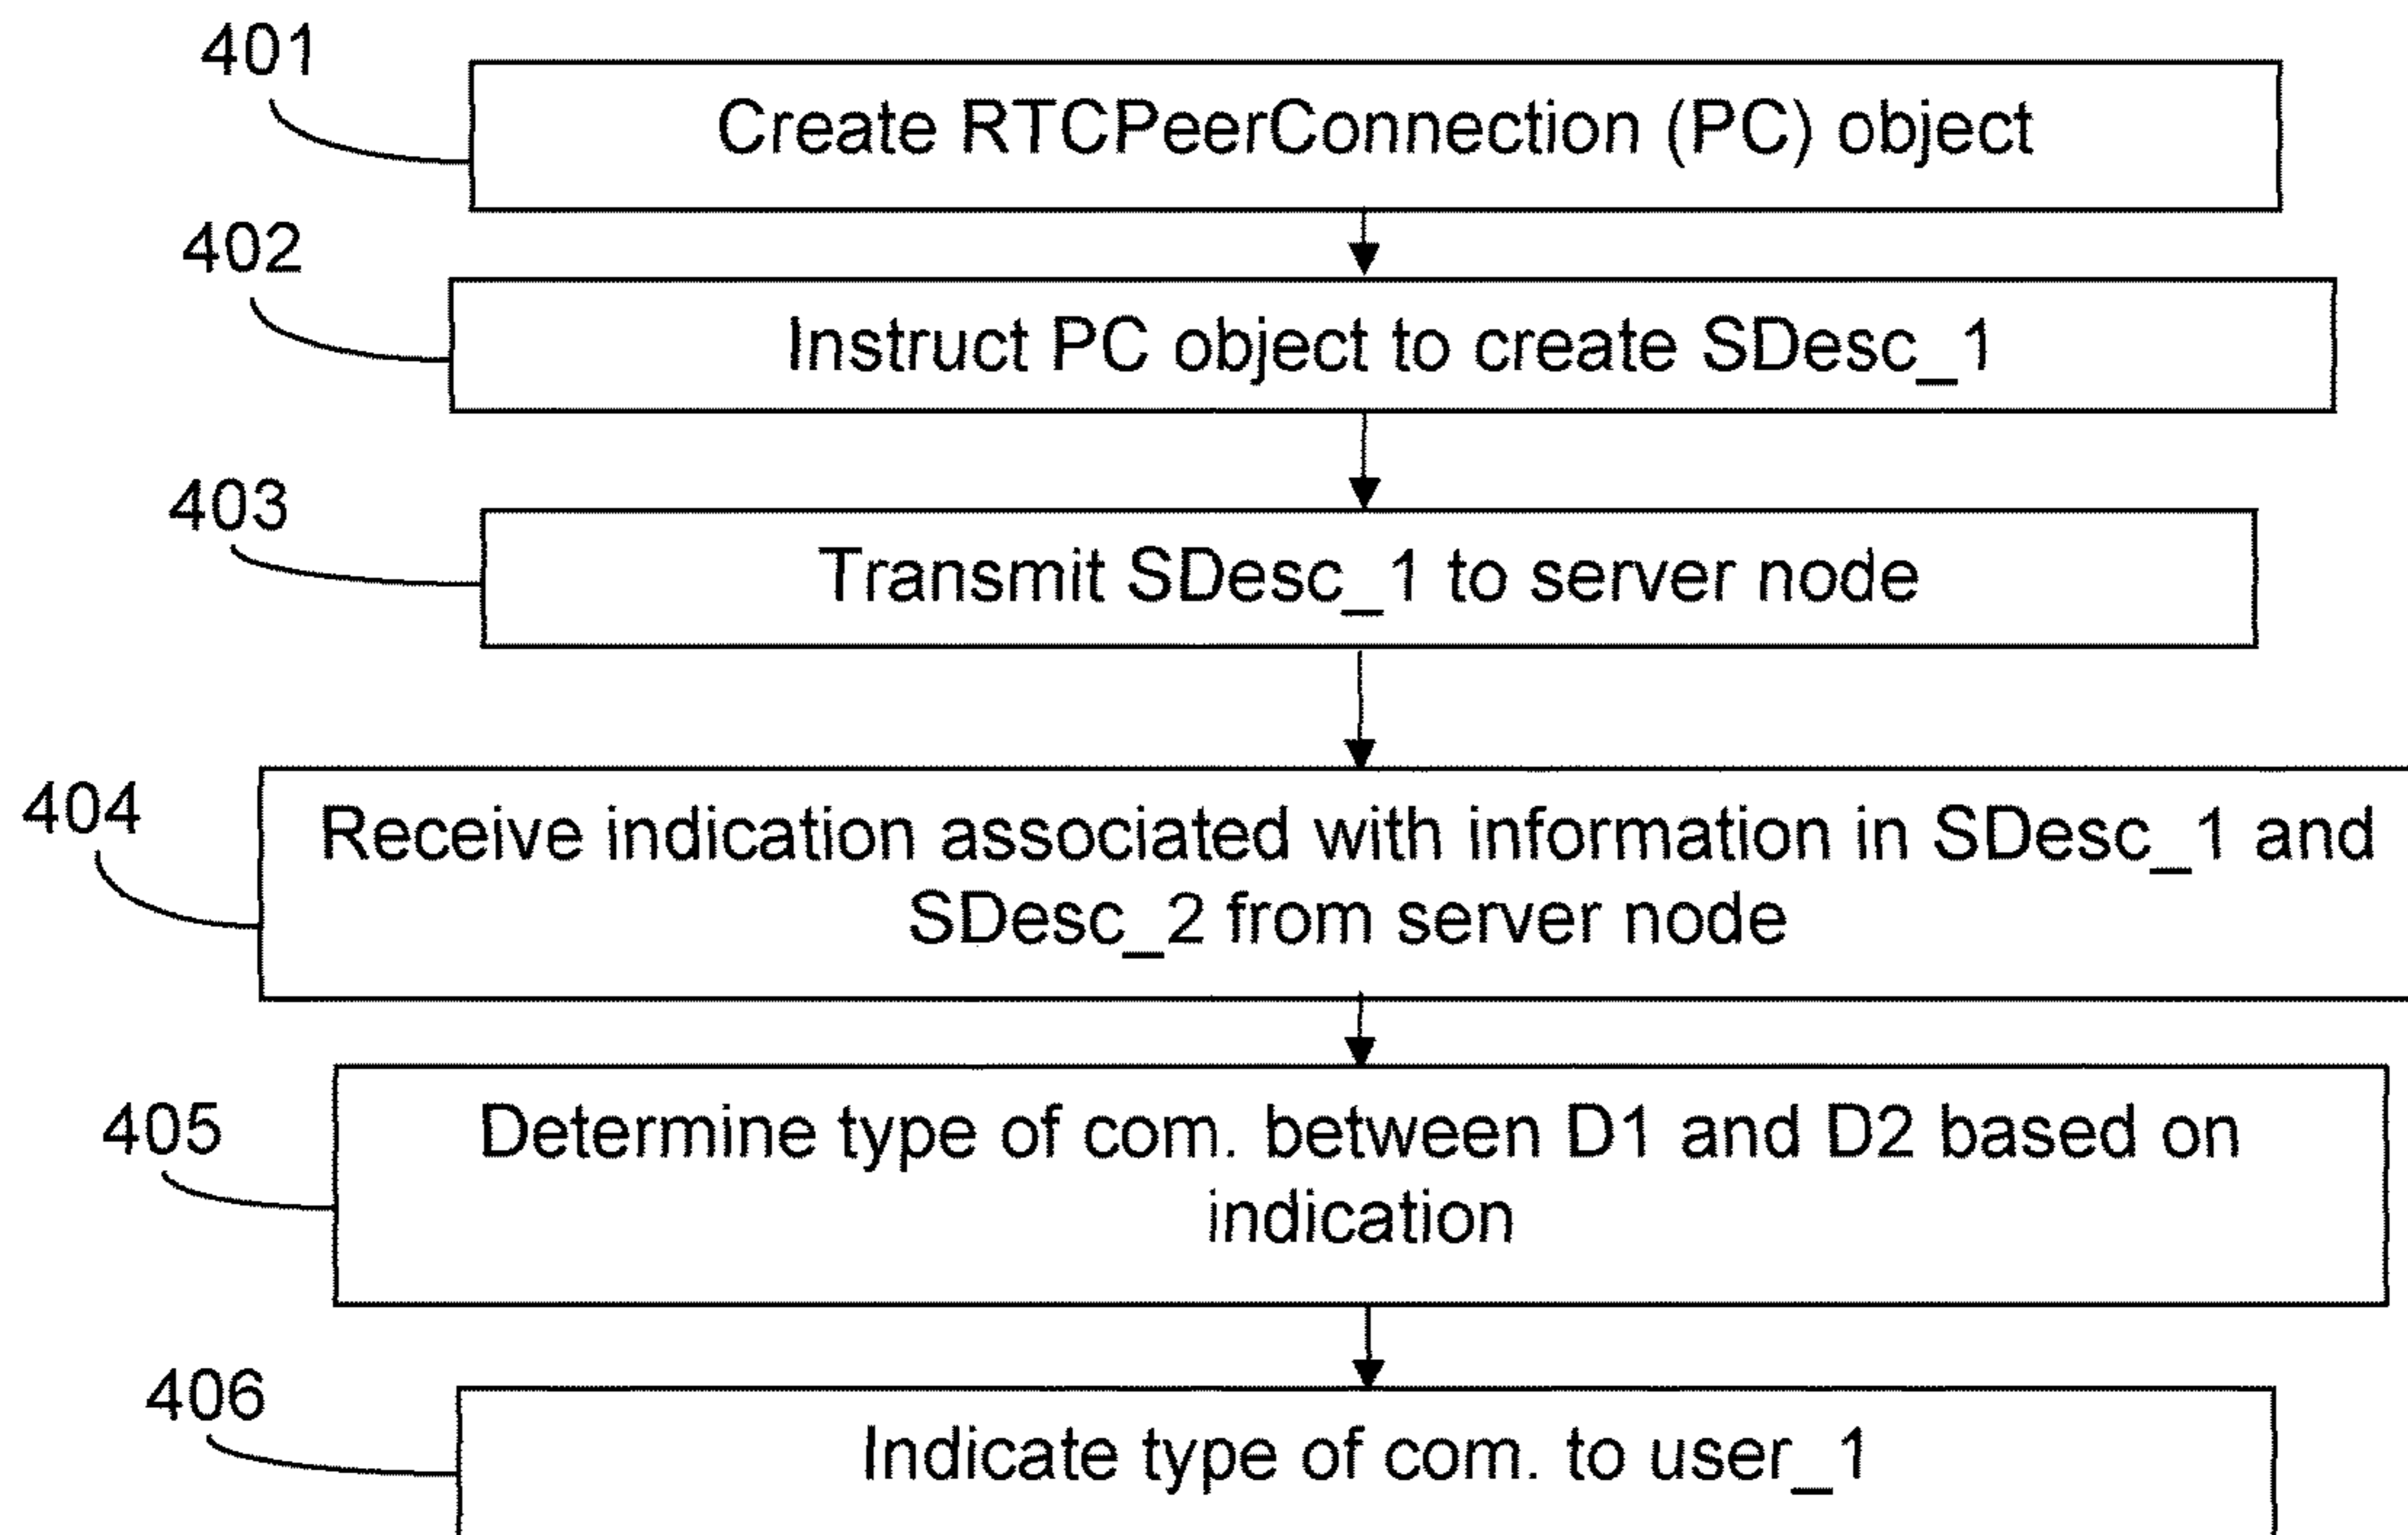 401
Create RTCPeerConnection (PC) object
402
Instruct PC object to create SDesc_1
403
Transmit SDesc_1 to server node
404
Receive indication associated with information in SDesc_1 and
SDesc_2 from server node
405
Determine type of com. between D1 and D2 based on
indication
406
Indicate type of com. to user_1